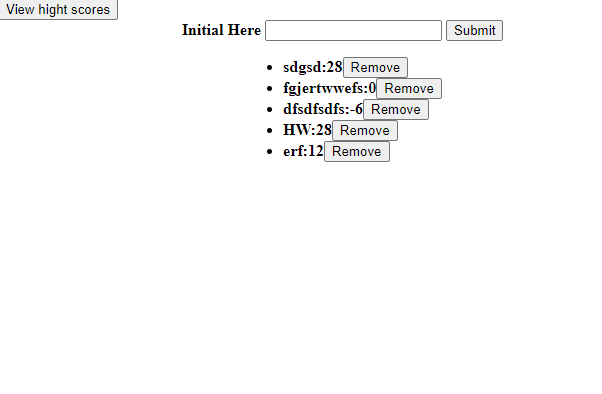 View hight scores
Initial Here Submit
sdgsd:28 Remove
fgjertwwefs:0 Remove
dfsdfsdfs:-6 Remove
HW:28 Remove
erf:12 Remove